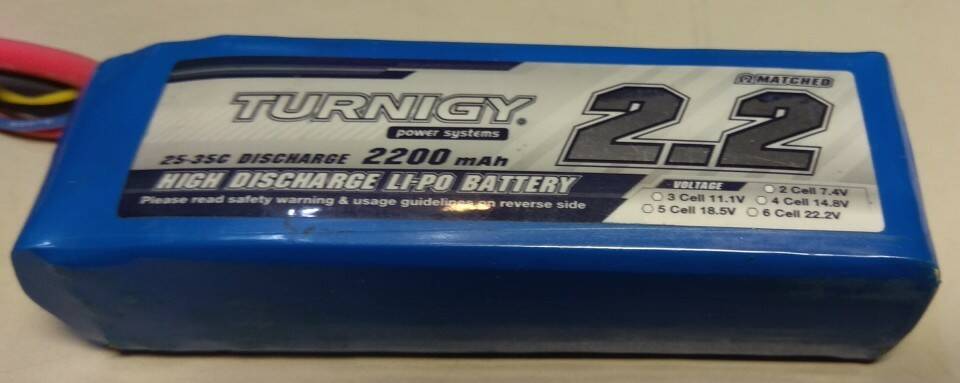 Ω MATCHED
TURNIGY®
power systems
2.2
25-35C DISCHARGE 2200 mAh
HIGH DISCHARGE LI-PO BATTERY
Please read safety warning & usage guidelines on reverse side
VOLTAGE
2 Cell 7.4V
3 Cell 11.1V
4 Cell 14.8V
5 Cell 18.5V
6 Cell 22.2V